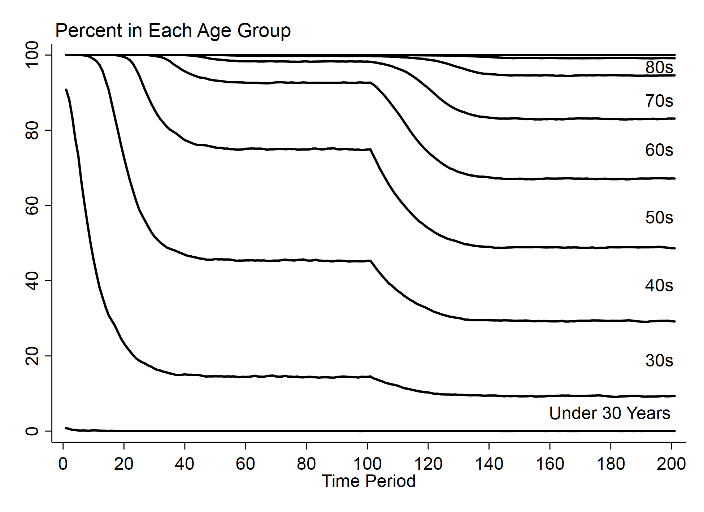 Percent in Each Age Group
100
80
60
40
20
0
80s
70s
60s
50s
40s
30s
Under 30 Years
0 20 40 60 80 100 120 140 160 180 200
Time Period